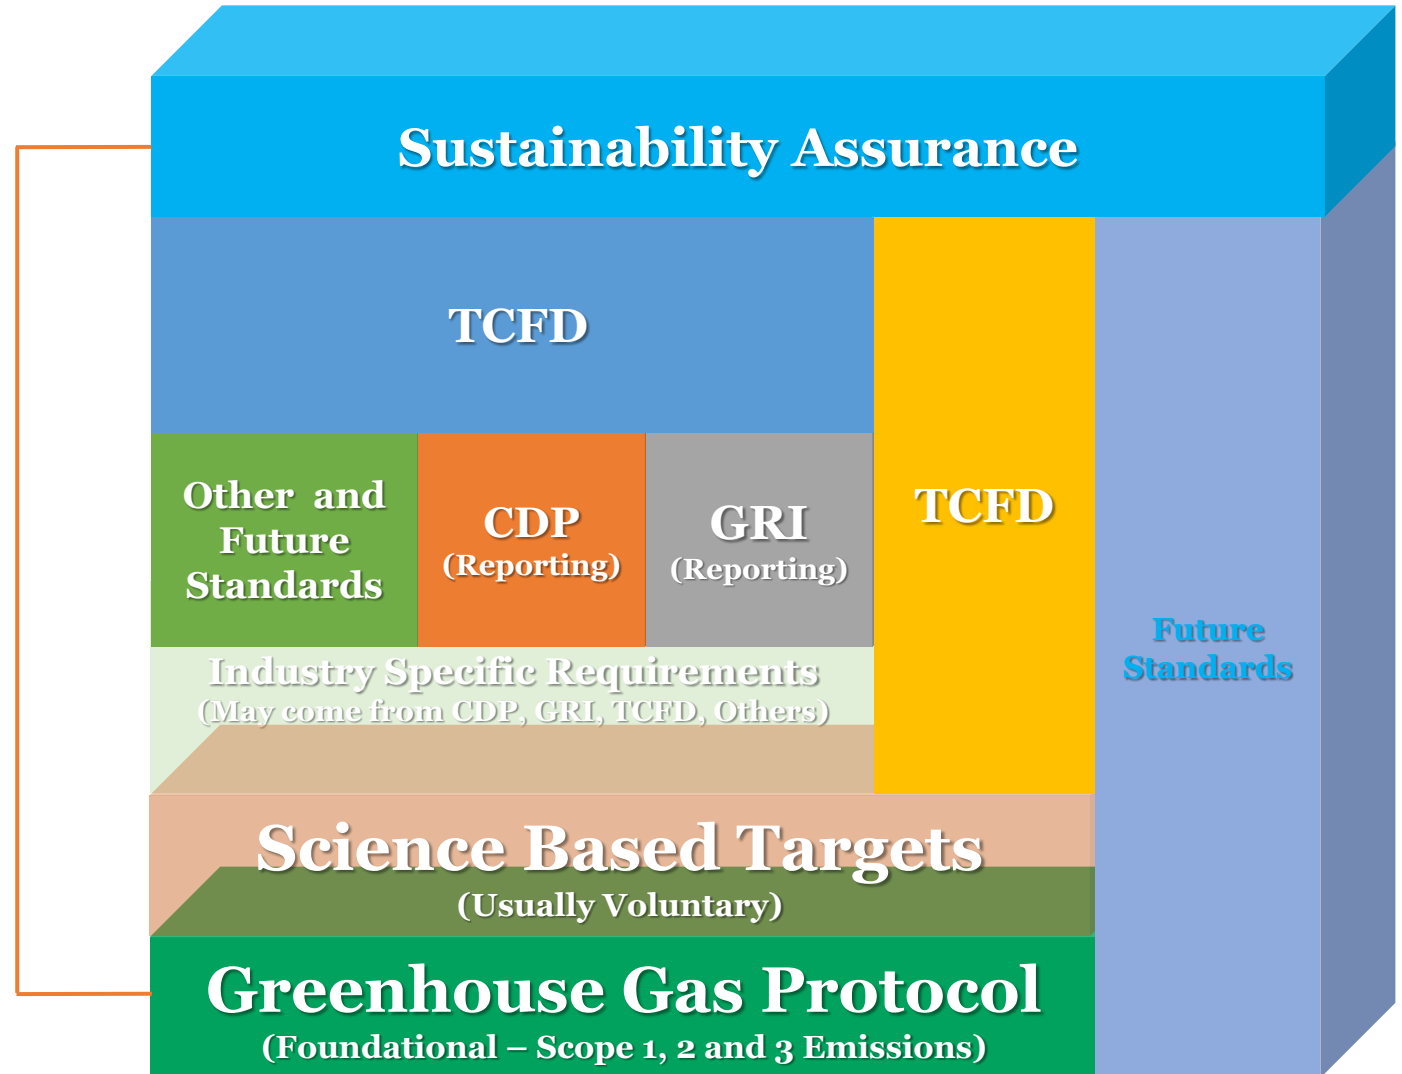 Sustainability Assurance
TCFD
Other and
Future
Standards
CDP
(Reporting)
GRI
(Reporting)
TCFD
Future
Standards
Industry Specific Requirements
(May come from CDP, GRI, TCFD, Others)
Science Based Targets
(Usually Voluntary)
Greenhouse Gas Protocol
(Foundational – Scope 1, 2 and 3 Emissions)